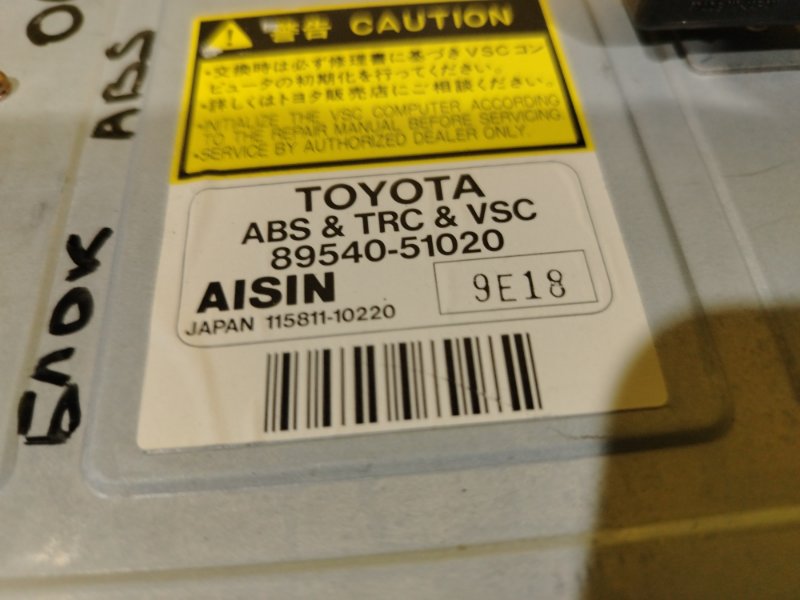 警告 CAUTION
・交換時は必ず修理書に基づきVSCコン
ピュータの初期化を行ってください。
・詳しくはトヨタ販売店にご相談ください。
・INITIALIZE THE VSC COMPUTER ACCORDING
TO THE REPAIR MANUAL BEFORE SERVICING.
・SERVICE BY AUTHORIZED DEALER ONLY.
TOYOTA
ABS & TRC & VSC
89540-51020
AISIN
9E18
JAPAN 115811-10220
Блок
ABS